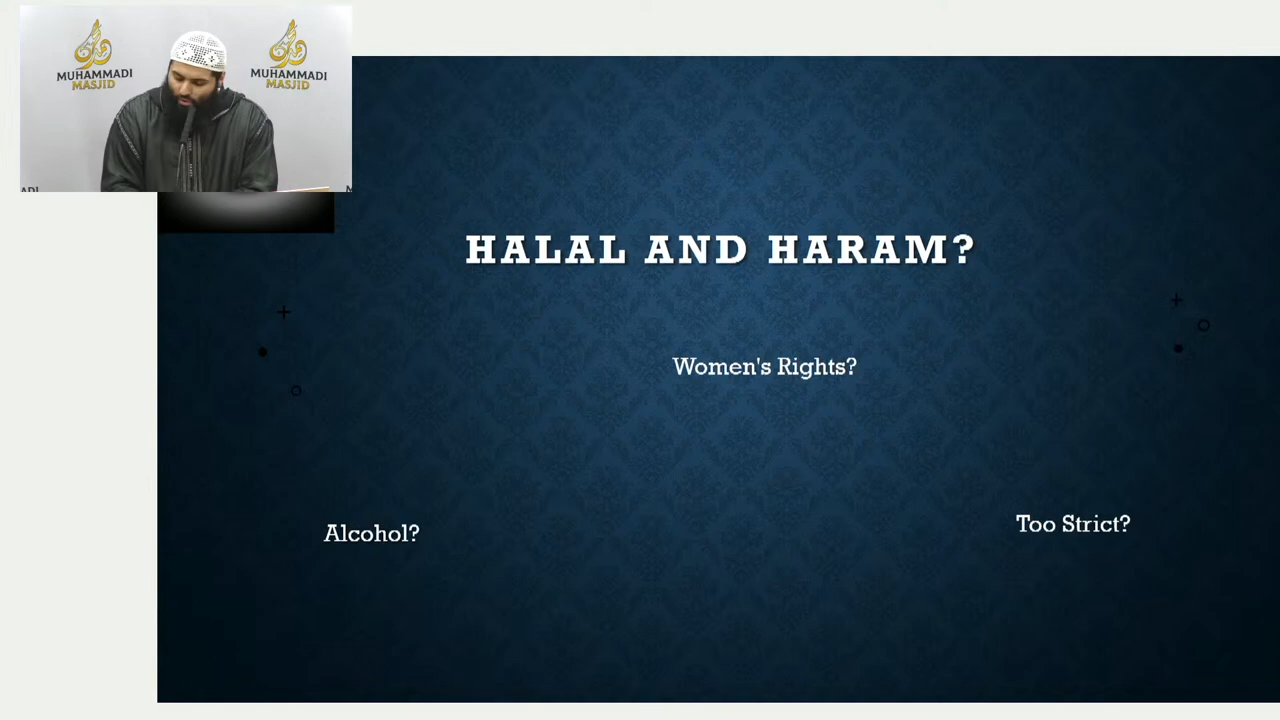 MUHAMMADI
MASJID
MUHAMMADI
MASJID
HALAL AND HARAM?
Women's Rights?
Alcohol?
Too Strict?